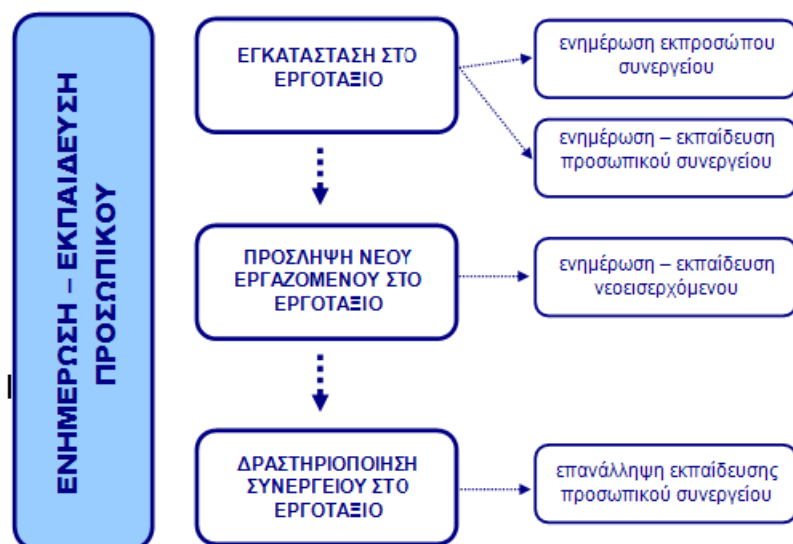 ΕΝΗΜΕΡΩΣΗ – ΕΚΠΑΙΔΕΥΣΗ
ΠΡΟΣΩΠΙΚΟΥ
ΕΓΚΑΤΑΣΤΑΣΗ ΣΤΟ
ΕΡΓΟΤΑΞΙΟ
ενημέρωση εκπροσώπου
συνεργείου
ενημέρωση – εκπαίδευση
προσωπικού συνεργείου
ΠΡΟΣΛΗΨΗ ΝΕΟΥ
ΕΡΓΑΖΟΜΕΝΟΥ ΣΤΟ
ΕΡΓΟΤΑΞΙΟ
ενημέρωση – εκπαίδευση
νεοεισερχόμενου
ΔΡΑΣΤΗΡΙΟΠΟΙΗΣΗ
ΣΥΝΕΡΓΕΙΟΥ ΣΤΟ
ΕΡΓΟΤΑΞΙΟ
επανάλληψη εκπαίδευσης
προσωπικού συνεργείου